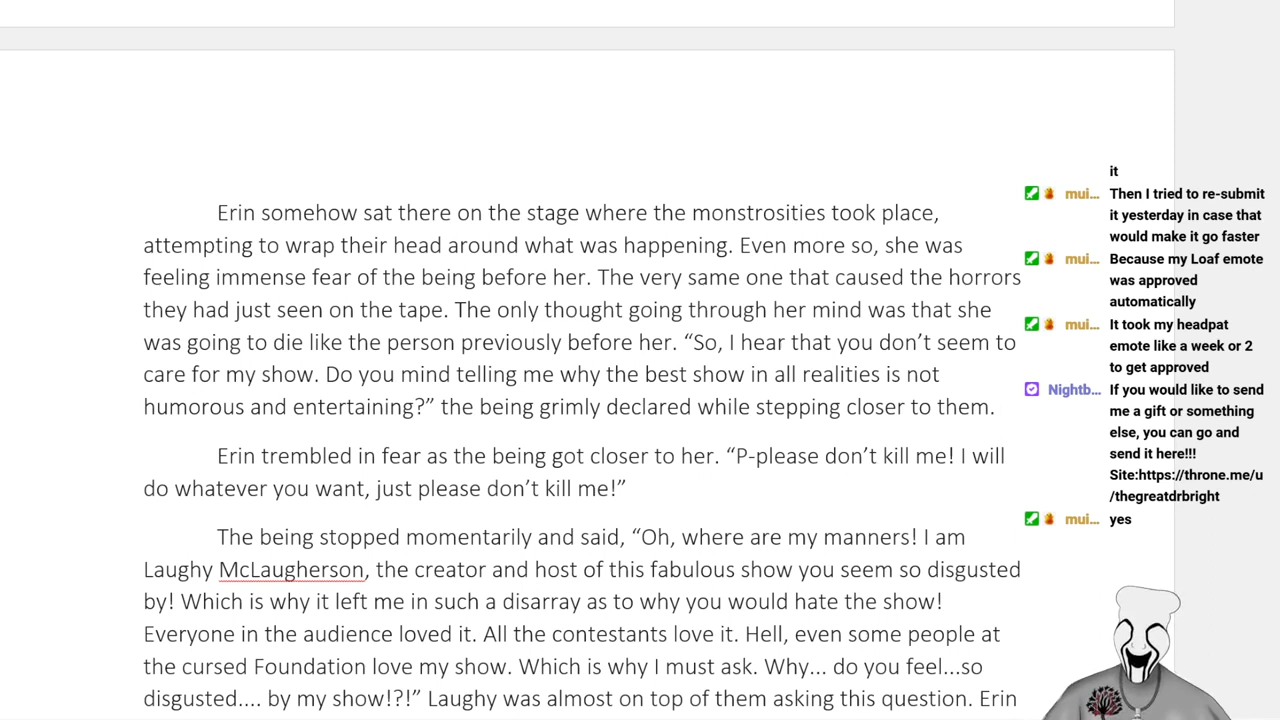 Erin somehow sat there on the stage where the monstrosities took place,
attempting to wrap their head around what was happening. Even more so, she was
feeling immense fear of the being before her. The very same one that caused the horrors
they had just seen on the tape. The only thought going through her mind was that she
was going to die like the person previously before her. “So, I hear that you don’t seem to
care for my show. Do you mind telling me why the best show in all realities is not
humorous and entertaining?” the being grimly declared while stepping closer to them.
Erin trembled in fear as the being got closer to her. “P-please don’t kill me! I will
do whatever you want, just please don’t kill me!”
The being stopped momentarily and said, “Oh, where are my manners! I am
Laughy McLaugherson, the creator and host of this fabulous show you seem so disgusted
by! Which is why it left me in such a disarray as to why you would hate the show!
Everyone in the audience loved it. All the contestants love it. Hell, even some people at
the cursed Foundation love my show. Which is why I must ask. Why... do you feel...so
disgusted.... by my show!?!” Laughy was almost on top of them asking this question. Erin
it
mui... Then I tried to re-submit
it yesterday in case that
would make it go faster
mui... Because my Loaf emote
was approved
automatically
mui... It took my headpat
emote like a week or 2
to get approved
Nightb... If you would like to send
me a gift or something
else, you can go and
send it here!!!
Site:https://throne.me/u
/thegreatdrbright
mui... yes